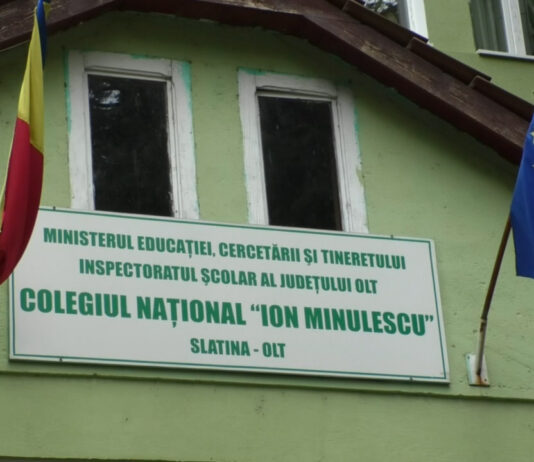 MINISTERUL EDUCAȚIEI, CERCETĂRII ȘI TINERETULUI
INSPECTORATUL ȘCOLAR AL JUDEȚULUI OLT
COLEGIUL NAȚIONAL “ION MINULESCU”
SLATINA - OLT